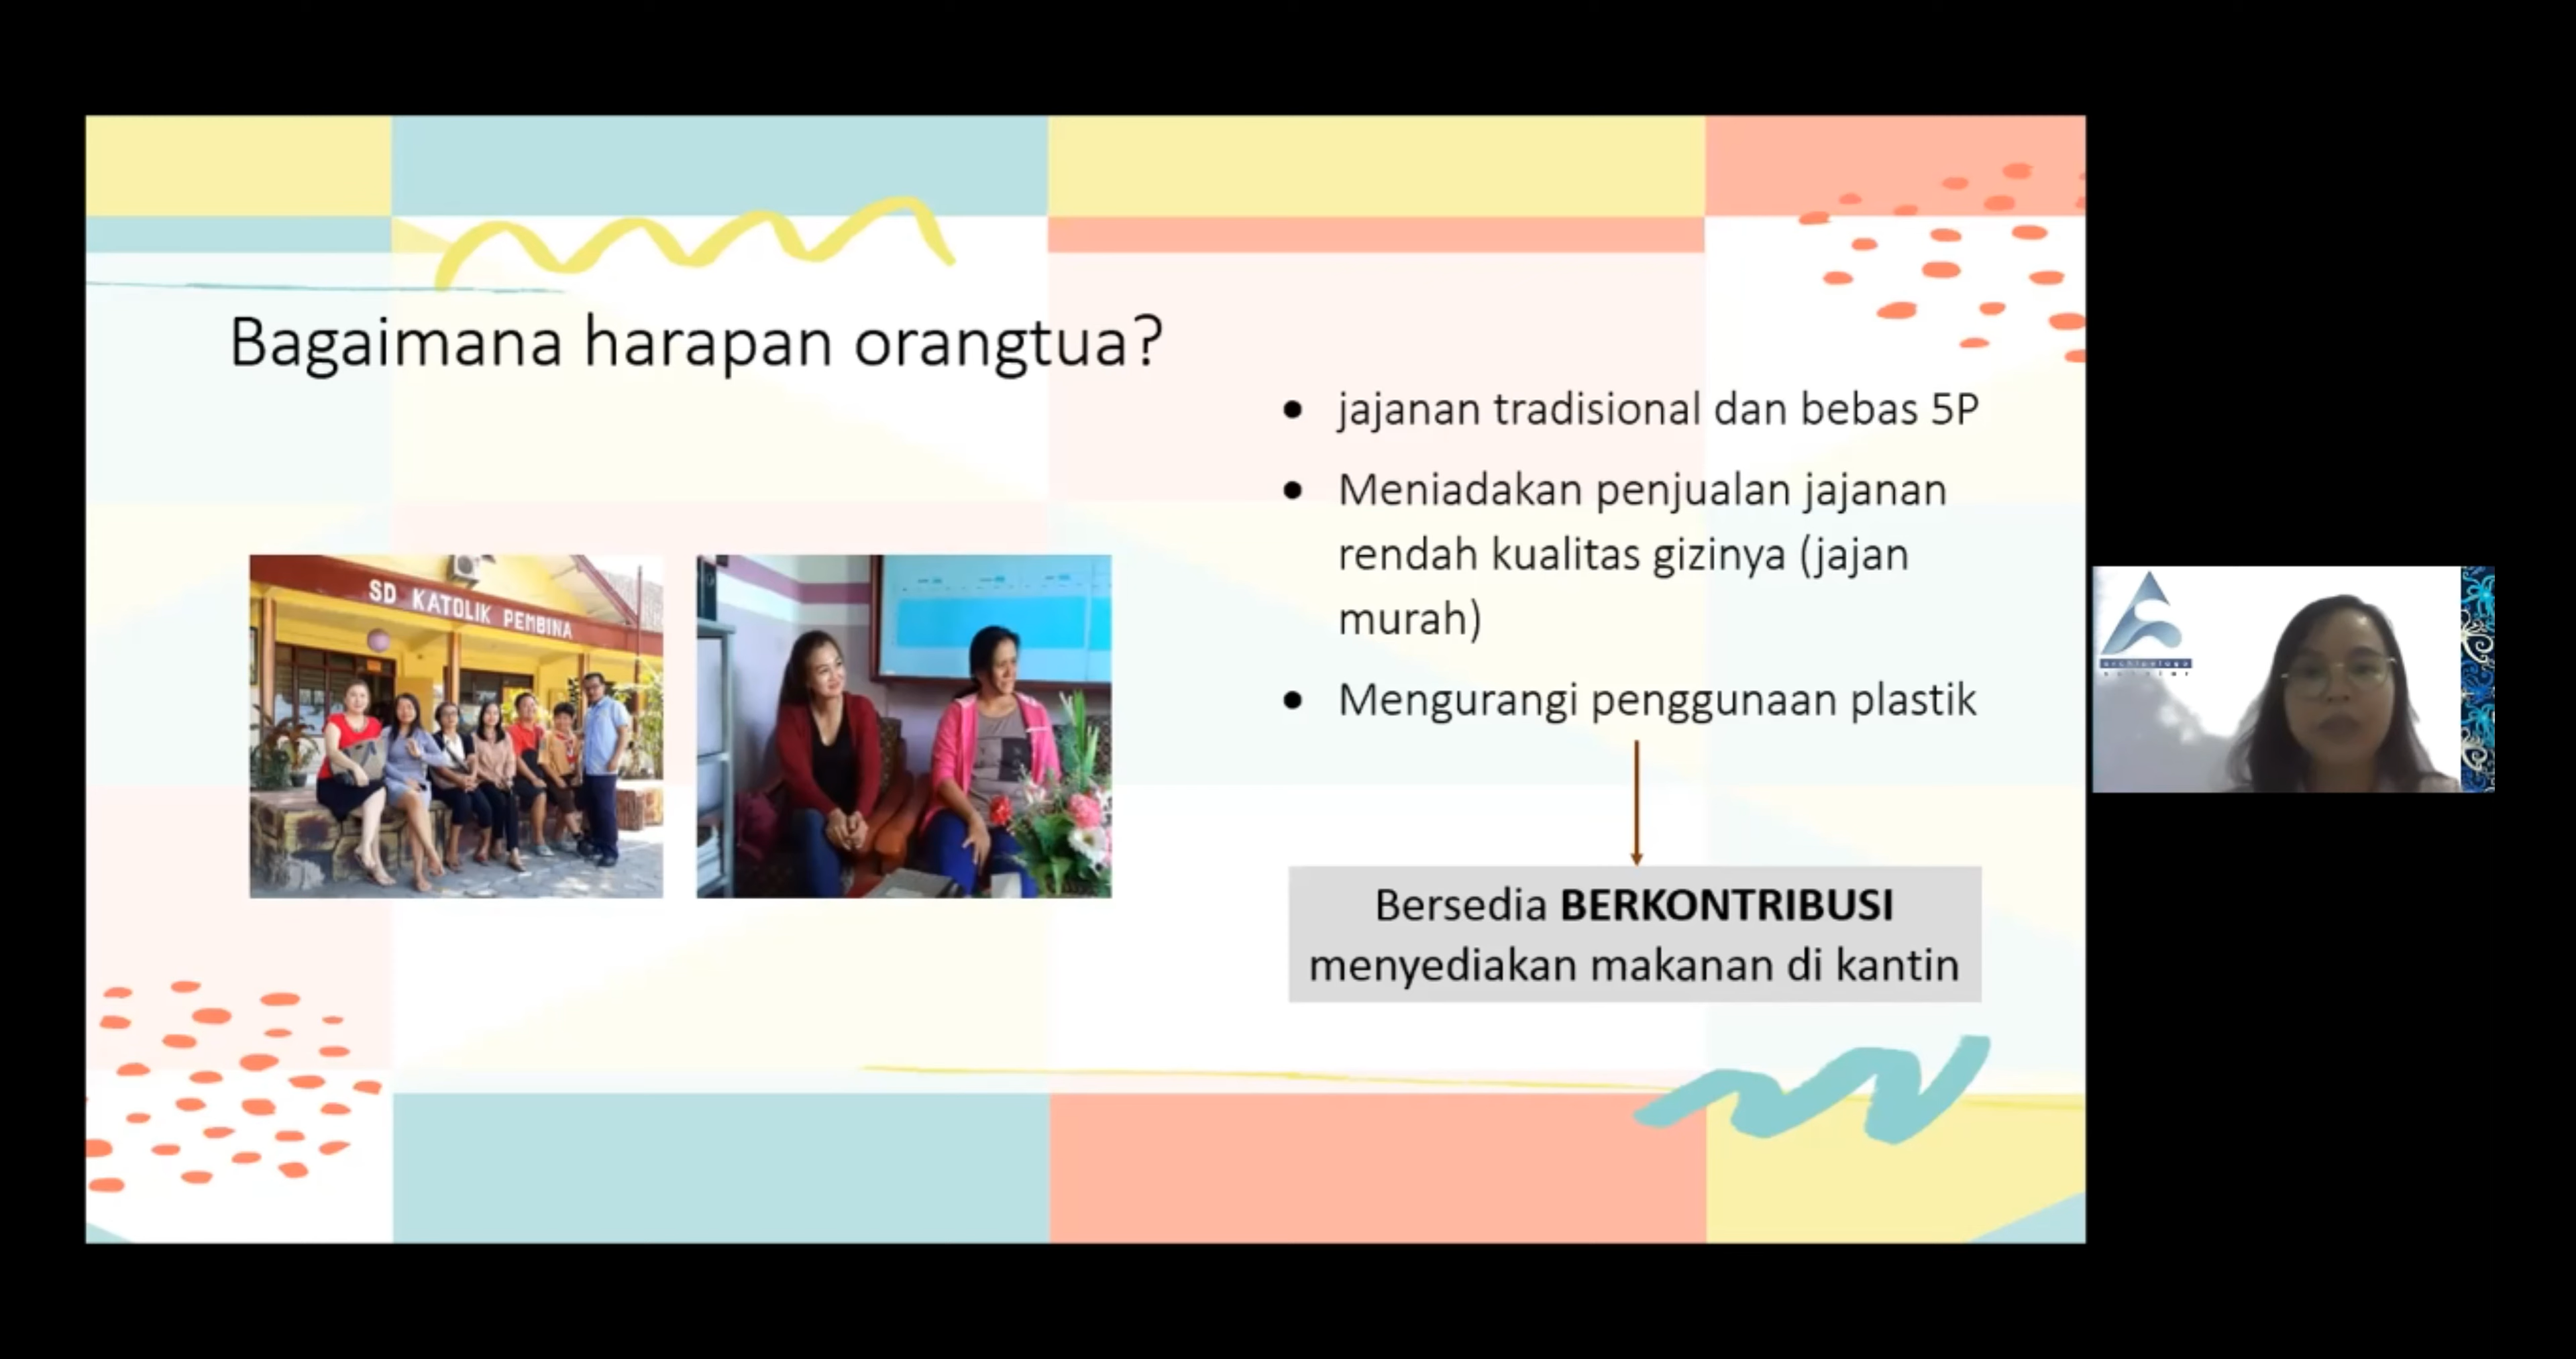 Bagaimana harapan orangtua?
SD KATOLIK PEMBINA
• jajanan tradisional dan bebas 5P
• Meniadakan penjualan jajanan
rendah kualitas gizinya (jajan
murah)
• Mengurangi penggunaan plastik
Bersedia BERKONTRIBUSI
menyediakan makanan di kantin
archipelago